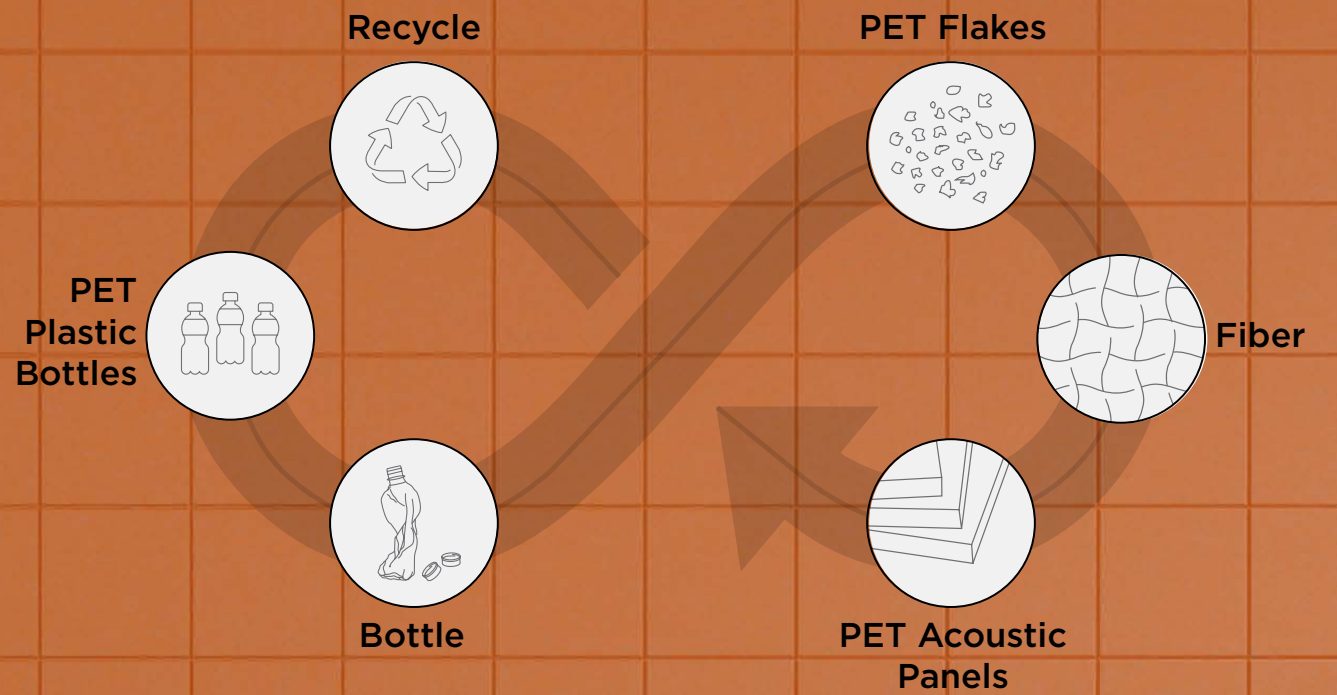 Recycle
PET Flakes
PET
Plastic
Bottles
Fiber
Bottle
PET Acoustic
Panels